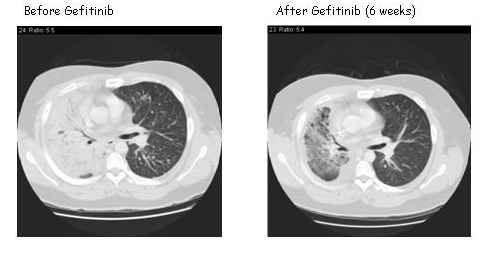 Before Gefitinib
After Gefitinib (6 weeks)
24. Ratio: 5.5
23. Ratio: 5.4